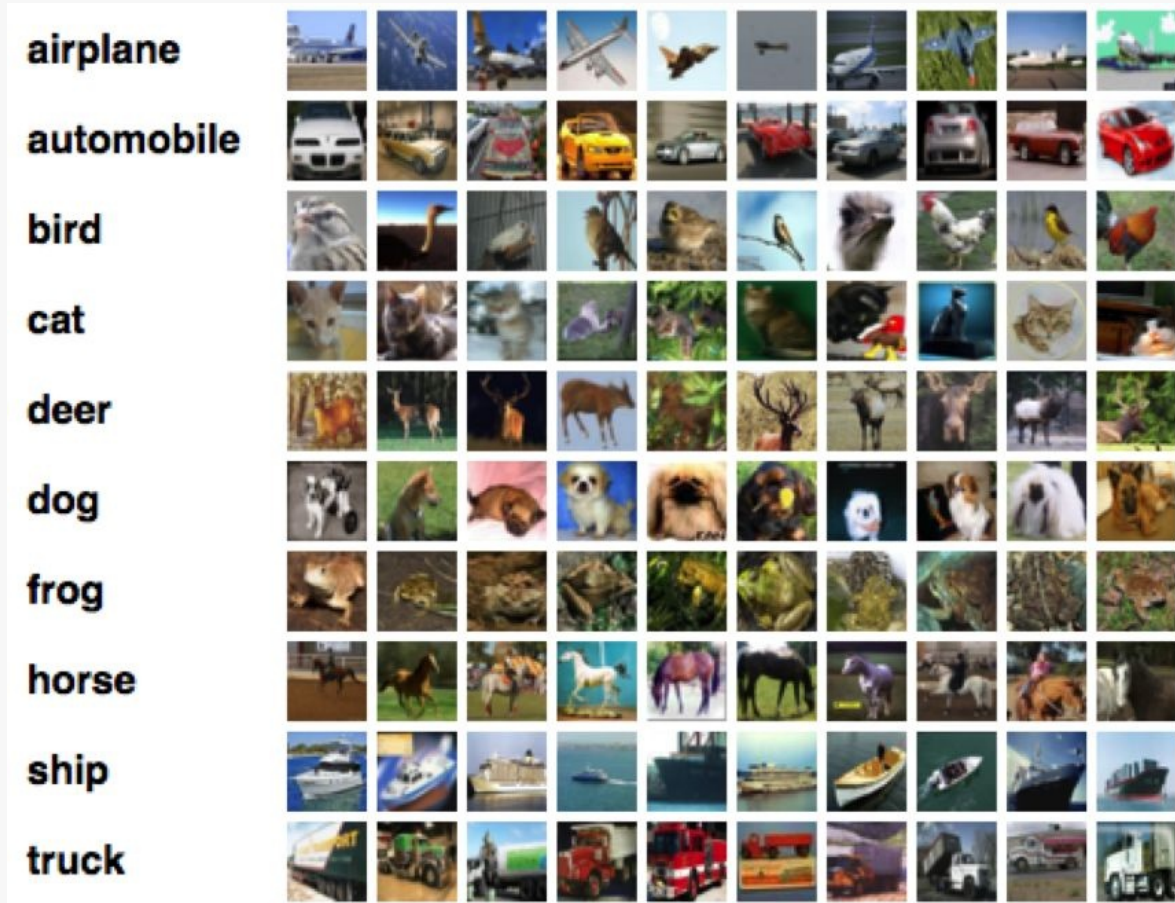 airplane
automobile
bird
cat
deer
dog
frog
horse
ship
truck